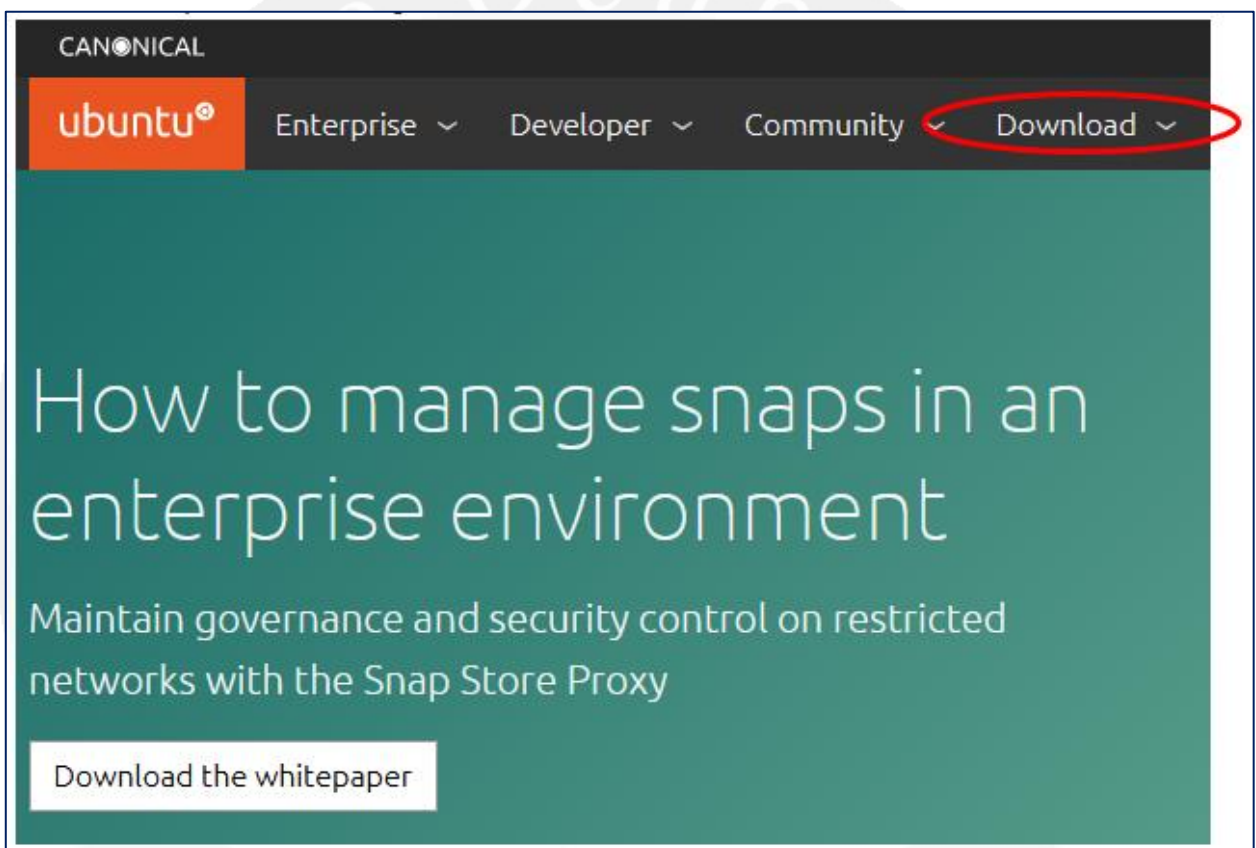 CANONICAL
ubuntu Enterprise Developer Community Download
How to manage snaps in an
enterprise environment
Maintain governance and security control on restricted
networks with the Snap Store Proxy
Download the whitepaper